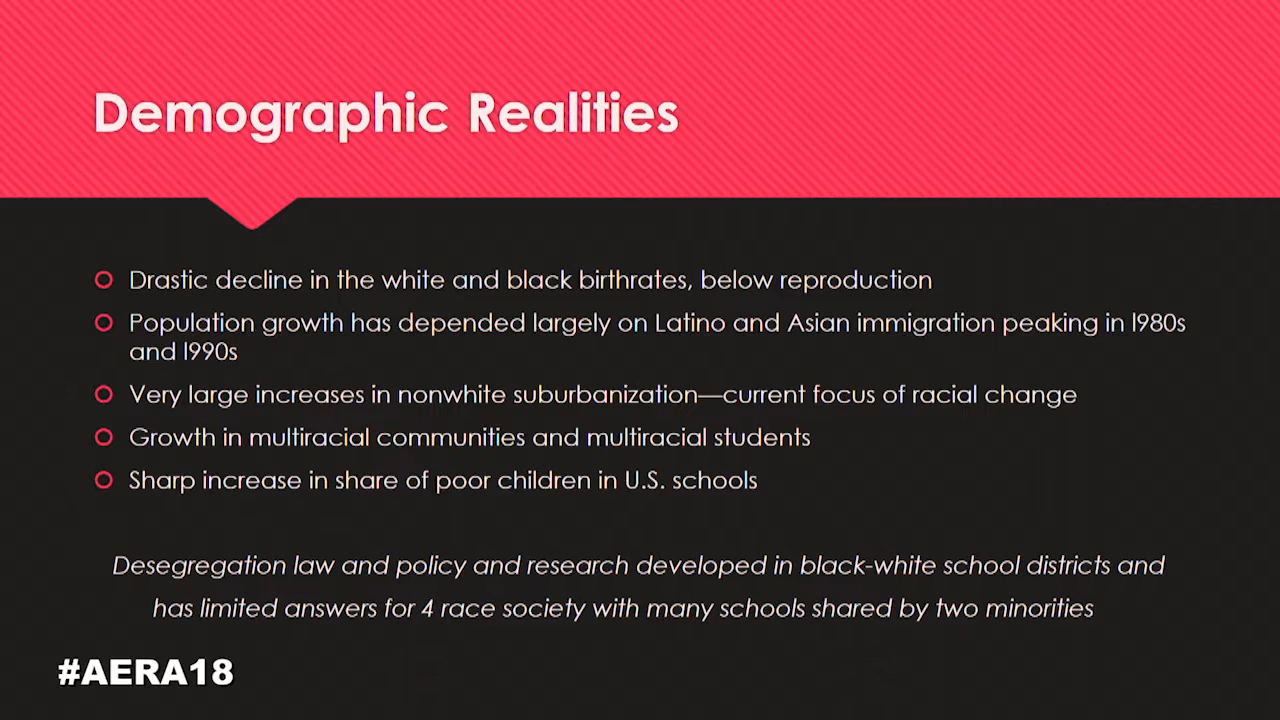 Demographic Realities
Drastic decline in the white and black birthrates, below reproduction
Population growth has depended largely on Latino and Asian immigration peaking in l980s
and l990s
Very large increases in nonwhite suburbanization—current focus of racial change
Growth in multiracial communities and multiracial students
Sharp increase in share of poor children in U.S. schools
Desegregation law and policy and research developed in black-white school districts and
has limited answers for 4 race society with many schools shared by two minorities
#AERA18